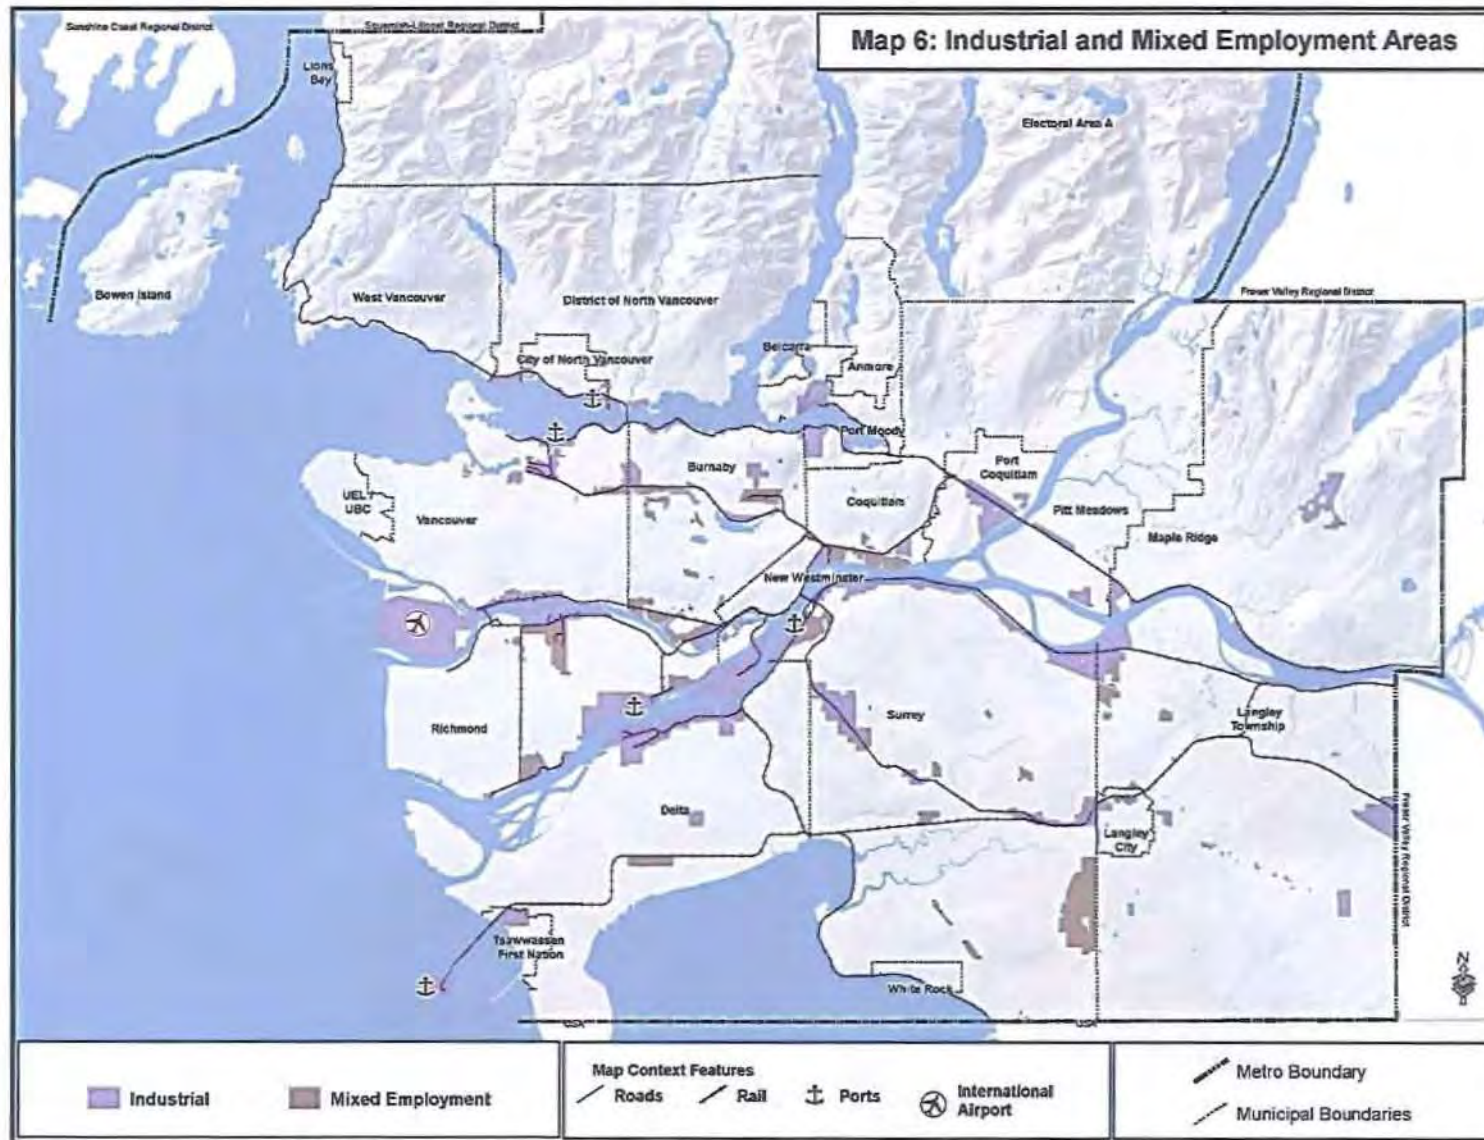 Sunshine Coast Regional District
Squamish-Lillooet Regional District
Map 6: Industrial and Mixed Employment Areas
Lions
Bay
Electoral Area A
Bowen Island
West Vancouver
District of North Vancouver
Fraser Valley Regional District
City of North Vancouver
Belcarra
Anmore
Port Moody
Burnaby
Port
Coquitlam
Coquitlam
UEL /
UBC
Vancouver
Pitt Meadows
Maple Ridge
New Westminster
Richmond
Surrey
Langley
Township
Delta
Langley
City
Fraser Valley Regional District
Tsawwassen
First Nation
White Rock
N
USA
USA
Industrial
Mixed Employment
Map Context Features
Roads
Rail
Ports
International
Airport
Metro Boundary
Municipal Boundaries